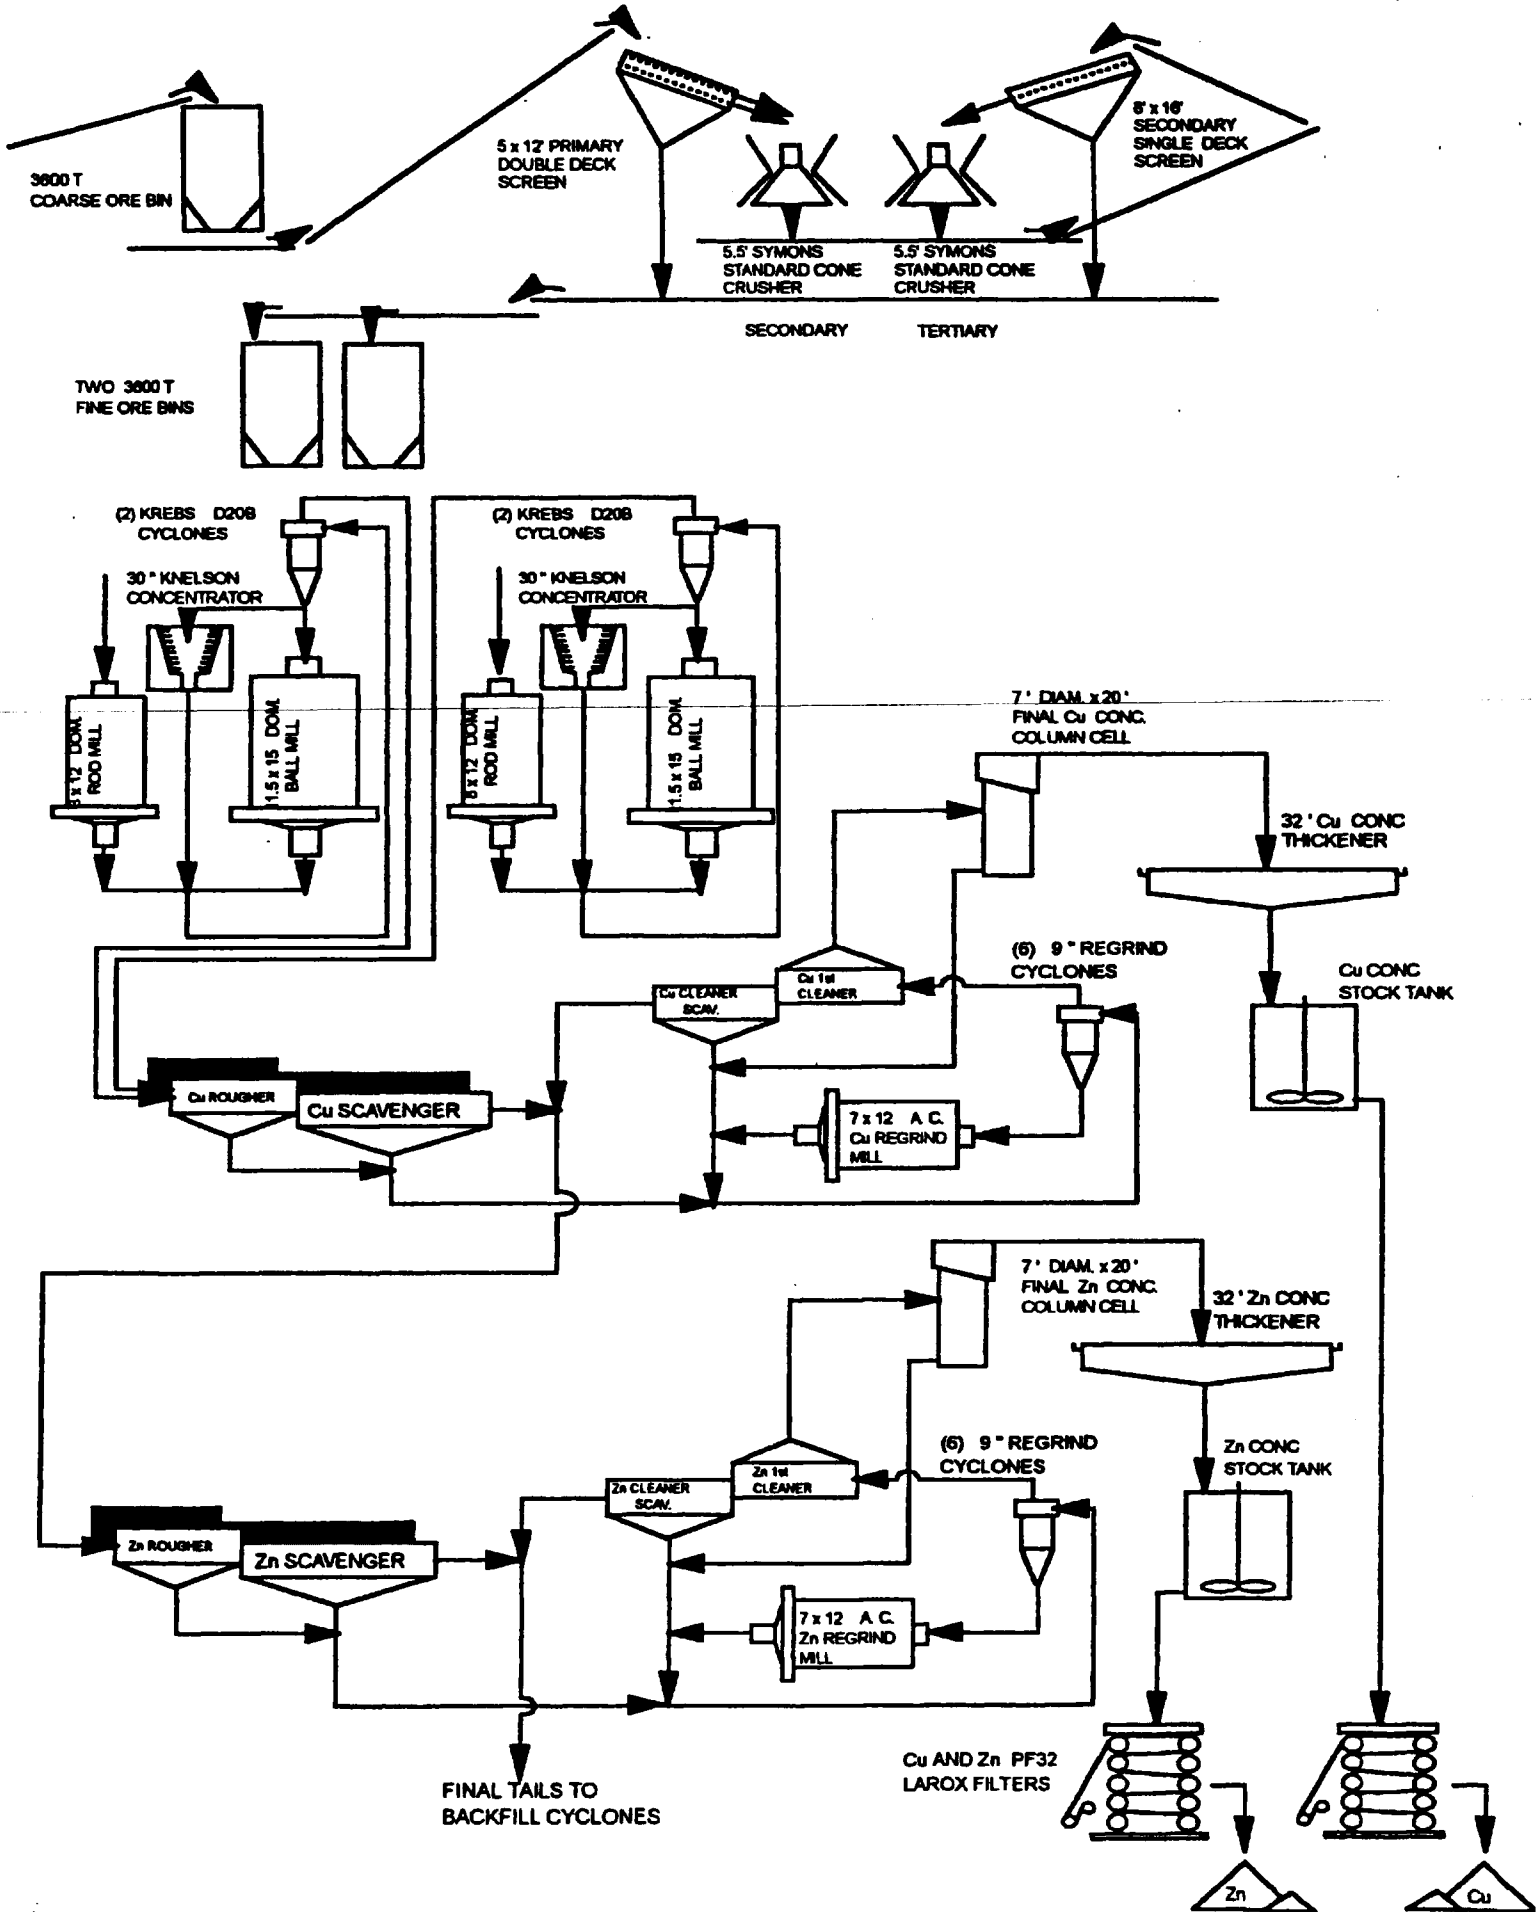 3600 T
COARSE ORE BIN
5 x 12' PRIMARY
DOUBLE DECK
SCREEN
8' x 16'
SECONDARY
SINGLE DECK
SCREEN
5.5' SYMONS
STANDARD CONE
CRUSHER
5.5' SYMONS
STANDARD CONE
CRUSHER
SECONDARY
TERTIARY
TWO 3600 T
FINE ORE BINS
(2) KREBS D20B
CYCLONES
(2) KREBS D20B
CYCLONES
30" KNELSON
CONCENTRATOR
30" KNELSON
CONCENTRATOR
8 x 12 DOM.
ROD MILL
1.5 x 15 DOM.
BALL MILL
8 x 12 DOM.
ROD MILL
1.5 x 15 DOM.
BALL MILL
7 ' DIAM. x 20 '
FINAL Cu CONC.
COLUMN CELL
32 ' Cu CONC
THICKENER
(6) 9 " REGRIND
CYCLONES
Cu CONC
STOCK TANK
Cu 1st
CLEANER
Cu CLEANER
SCAV.
Cu ROUGHER
Cu SCAVENGER
7 x 12 A. C.
Cu REGRIND
MILL
7 ' DIAM. x 20 '
FINAL Zn CONC.
COLUMN CELL
32 ' Zn CONC
THICKENER
(6) 9 " REGRIND
CYCLONES
Zn CONC
STOCK TANK
Zn 1st
CLEANER
Zn CLEANER
SCAV.
Zn ROUGHER
Zn SCAVENGER
7 x 12 A. C.
Zn REGRIND
MILL
FINAL TAILS TO
BACKFILL CYCLONES
Cu AND Zn PF32
LAROX FILTERS
Zn
Cu